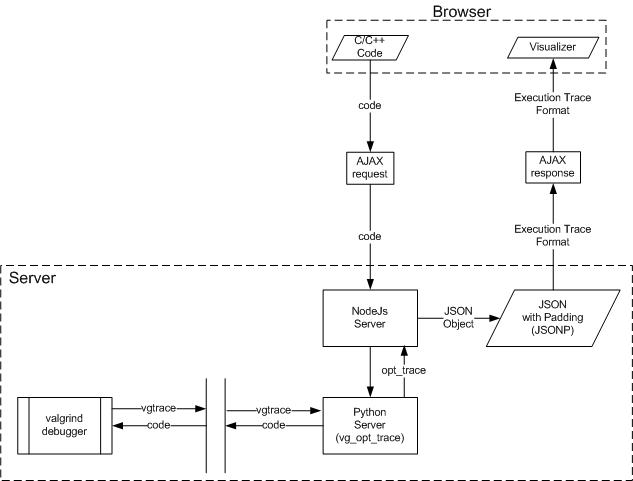 Browser
C/C++
Code
Visualizer
code
Execution Trace
Format
AJAX
request
AJAX
response
code
Execution Trace
Format
Server
NodeJs
Server
JSON
Object
JSON
with Padding
(JSONP)
opt_trace
valgrind
debugger
vgtrace
code
vgtrace
code
Python
Server
(vg_opt_trace)